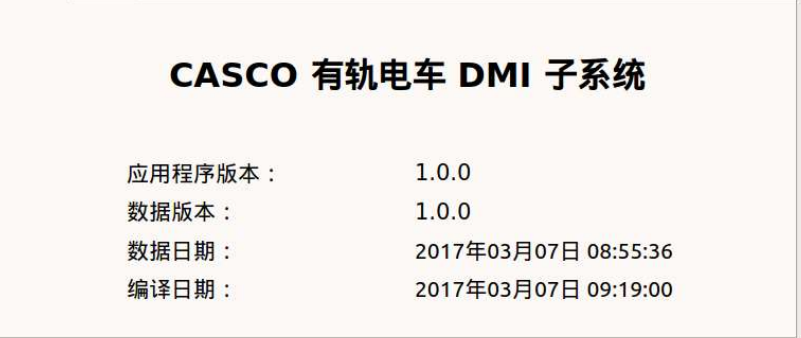 CASCO 有轨电车 DMI 子系统
应用程序版本： 1.0.0
数据版本： 1.0.0
数据日期： 2017年03月07日 08:55:36
编译日期： 2017年03月07日 09:19:00